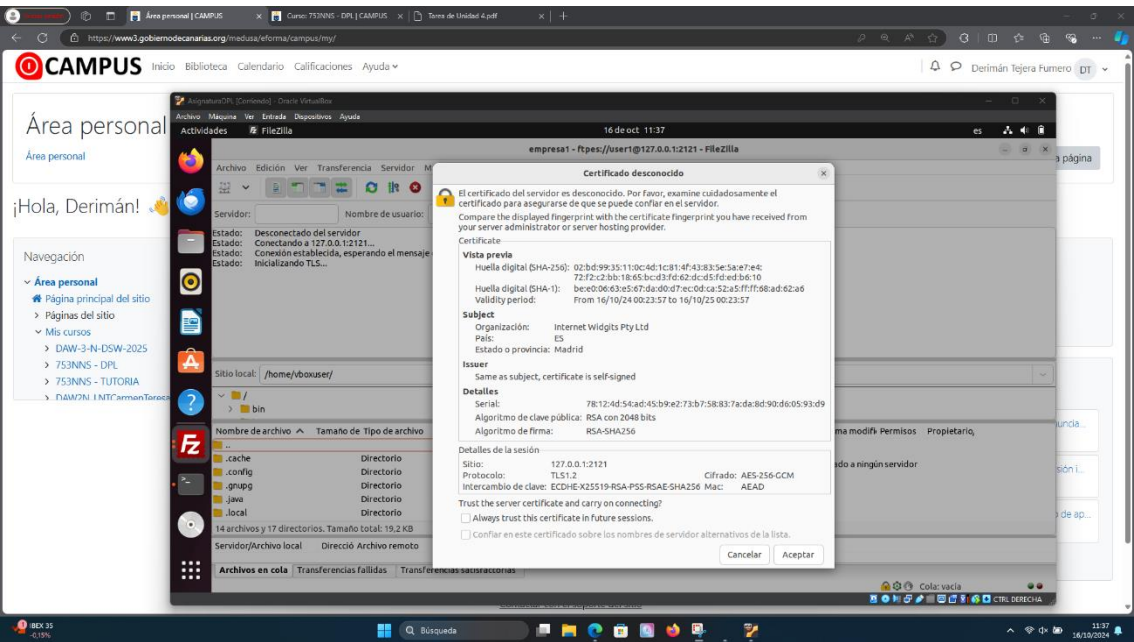 Área personal | CAMPUS
Curso: 753NNS - DPL | CAMPUS
Tarea de Unidad 4.pdf
https://www3.gobiernodecanarias.org/medusa/eforma/campus/my/
CAMPUS Inicio Biblioteca Calendario Calificaciones Ayuda
Derimán Tejera Fumero DT
AsignaturaDPL [Corriendo] - Oracle VirtualBox
Archivo Máquina Ver Entrada Dispositivos Ayuda
Actividades FileZilla 16 de oct 11:37 es
empresa1 - ftpes://user1@127.0.0.1:2121 - FileZilla
Área personal
Área personal
a página
¡Hola, Derimán!
Navegación
Área personal
Página principal del sitio
Páginas del sitio
Mis cursos
DAW-3-N-DSW-2025
753NNS - DPL
753NNS - TUTORIA
DAW2N_LNTCarmenTeresa
Archivo Edición Ver Transferencia Servidor M
Servidor: Nombre de usuario:
Estado: Desconectado del servidor
Estado: Conectando a 127.0.0.1:2121...
Estado: Conexión establecida, esperando el mensaje
Estado: Inicializando TLS...
Sitio local: /home/vboxuser/
/
bin
Nombre de archivo Tamaño de Tipo de archivo
..
.cache Directorio
.config Directorio
.gnupg Directorio
.java Directorio
.local Directorio
14 archivos y 17 directorios. Tamaño total: 19,2 KB
Servidor/Archivo local Direcció Archivo remoto
Archivos en cola Transferencias fallidas Transferencias satisfactorias
Certificado desconocido
El certificado del servidor es desconocido. Por favor, examine cuidadosamente el
certificado para asegurarse de que se puede confiar en el servidor.
Compare the displayed fingerprint with the certificate fingerprint you have received from
your server administrator or server hosting provider.
Certificate
Vista previa
Huella digital (SHA-256): 02:bd:99:35:11:0c:4d:1c:81:4f:43:83:5e:5a:e7:e4:
72:f2:c2:bb:18:65:bc:d3:fd:62:dc:d5:fd:ed:b6:10
Huella digital (SHA-1): be:e0:06:63:e5:67:da:d0:d7:ec:0d:ca:52:a5:ff:ff:68:ad:62:a6
Validity period: From 16/10/24 00:23:57 to 16/10/25 00:23:57
Subject
Organización: Internet Widgits Pty Ltd
País: ES
Estado o provincia: Madrid
Issuer
Same as subject, certificate is self-signed
Detalles
Serial: 78:12:4d:54:ad:45:b9:e2:73:b7:58:83:7a:da:8d:90:d6:05:93:d9
Algoritmo de clave pública: RSA con 2048 bits
Algoritmo de firma: RSA-SHA256
Detalles de la sesión
Sitio: 127.0.0.1:2121
Protocolo: TLS1.2 Cifrado: AES-256-GCM
Intercambio de clave: ECDHE-X25519-RSA-PSS-RSAE-SHA256 Mac: AEAD
Trust the server certificate and carry on connecting?
Always trust this certificate in future sessions.
Confiar en este certificado sobre los nombres de servidor alternativos de la lista.
Cancelar Aceptar
ma modifi Permisos Propietario,
ado a ningún servidor
Cola: vacía
CTRL DERECHA
uncia...
sión i...
de ap...
IBEX 35
-0,15%
Búsqueda
11:37
16/10/2024